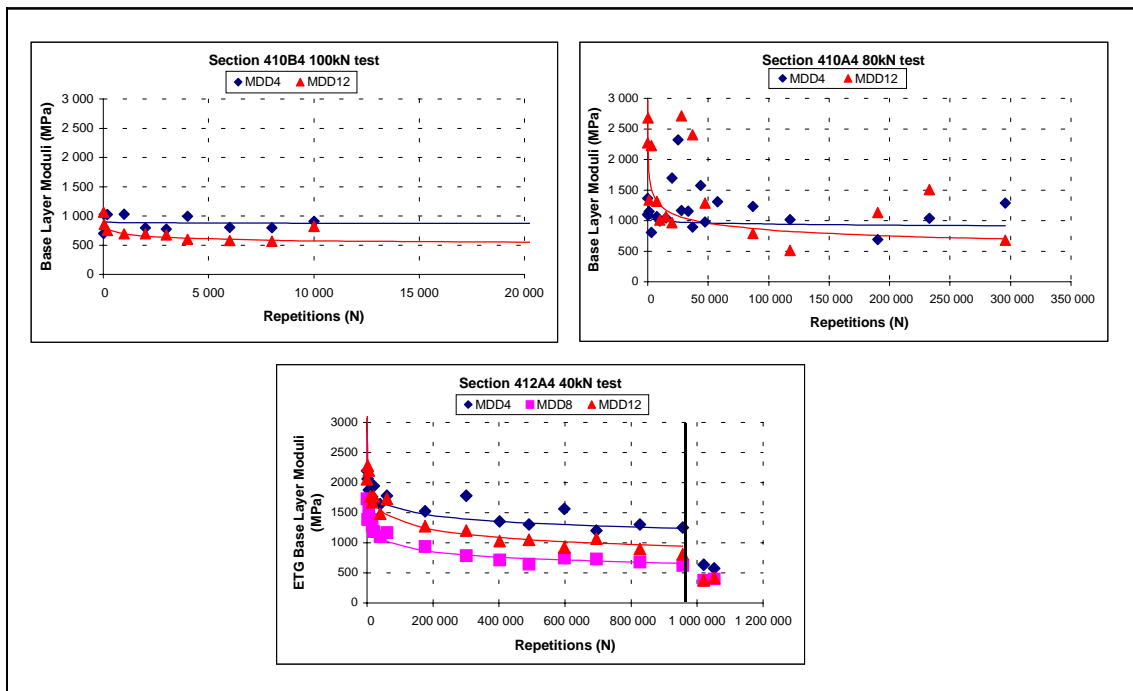 Section 410B4 100kN test
MDD4 MDD12
Base Layer Moduli (MPa)
3 000
2 500
2 000
1 500
1 000
500
0
0 5 000 10 000 15 000 20 000
Repetitions (N)
Section 410A4 80kN test
MDD4 MDD12
Base Layer Moduli (MPa)
3 000
2 500
2 000
1 500
1 000
500
0
0 50 000 100 000 150 000 200 000 250 000 300 000 350 000
Repetitions (N)
Section 412A4 40kN test
MDD4 MDD8 MDD12
ETG Base Layer Moduli
(MPa)
3000
2500
2000
1500
1000
500
0
0 200 000 400 000 600 000 800 000 1 000 000 1 200 000
Repetitions (N)